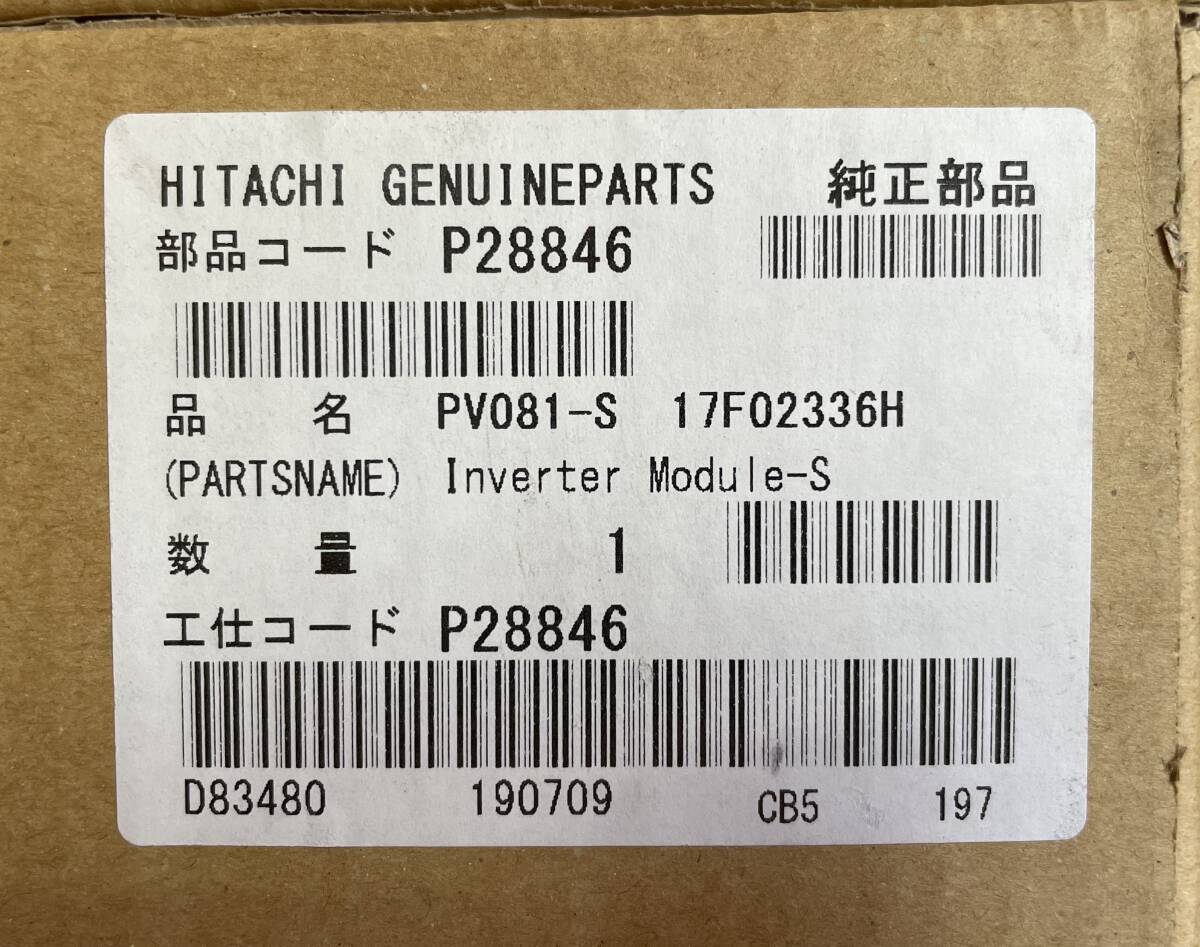 HITACHI GENUINEPARTS 純正部品
部品コード P28846
品 名 PV081-S 17F02336H
(PARTSNAME) Inverter Module-S
数 量 1
工仕コード P28846
D83480 190709 CB5 197